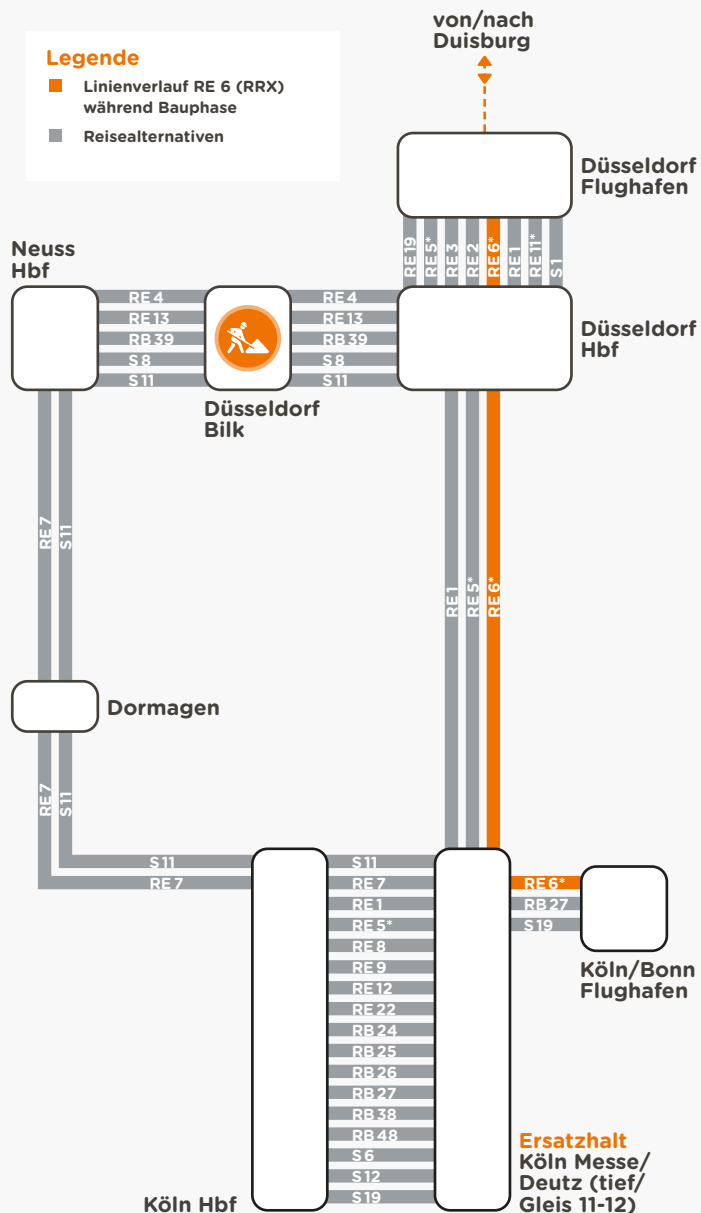 von/nach
Duisburg
Legende
Linienverlauf RE 6 (RRX)
während Bauphase
Reisealternativen
Düsseldorf
Flughafen
RE 19
RE 5*
RE 3
RE 2
RE 6*
RE 1
RE 11*
S 1
Neuss
Hbf
RE 4
RE 13
RB 39
S 8
S 11
RE 4
RE 13
RB 39
S 8
S 11
Düsseldorf
Hbf
Düsseldorf
Bilk
RE 7
S 11
RE 1
RE 5*
RE 6*
Dormagen
RE 7
S 11
S 11
RE 7
S 11
RE 7
RE 1
RE 5*
RE 8
RE 9
RE 12
RE 22
RB 24
RB 25
RB 26
RB 27
RB 38
RB 48
S 6
S 12
S 19
RE 6*
RB 27
S 19
Köln/Bonn
Flughafen
Köln Hbf
Ersatzhalt
Köln Messe/
Deutz (tief/
Gleis 11-12)